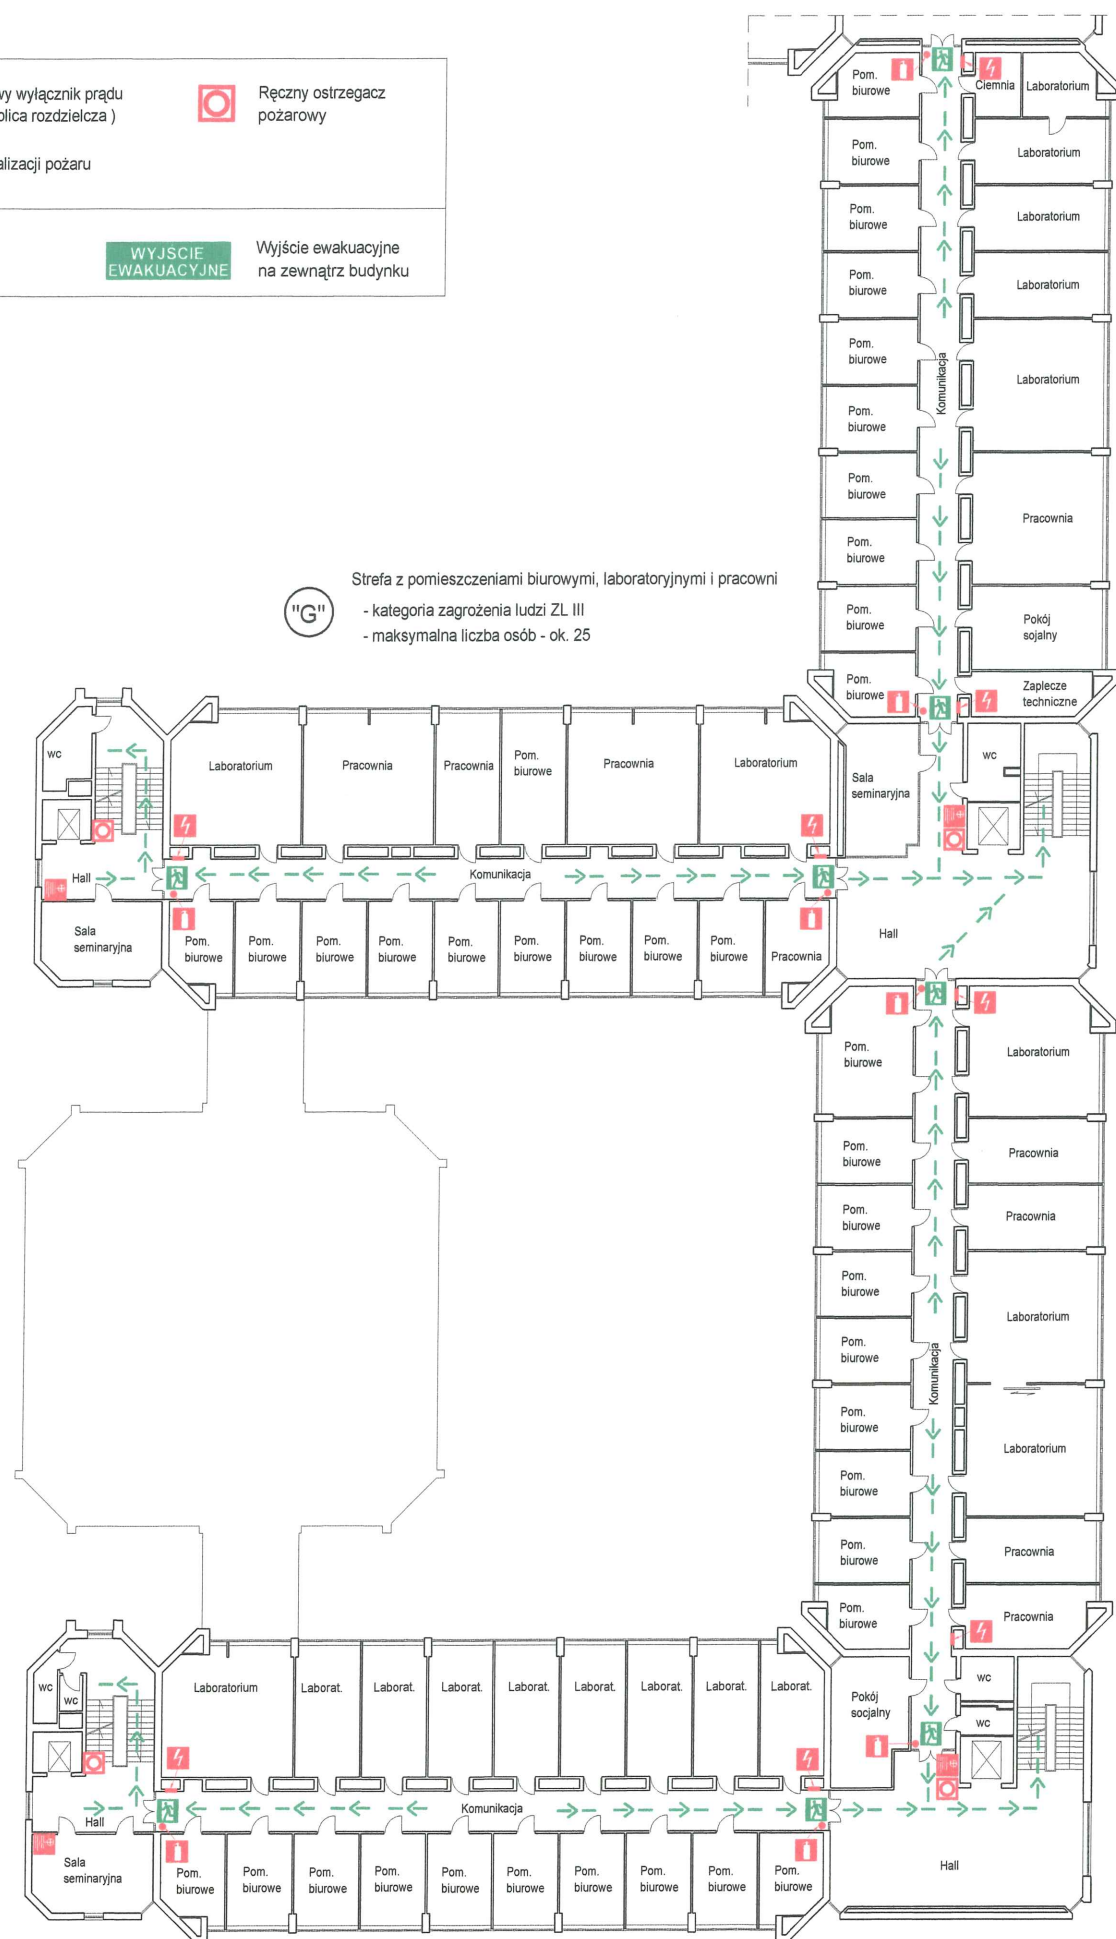 wy wyłącznik prądu
blica rozdzielcza )
Ręczny ostrzegacz
pożarowy
alizacji pożaru
WYJŚCIE
EWAKUACYJNE
Wyjście ewakuacyjne
na zewnątrz budynku
Pom.
biurowe
Ciemnia
Laboratorium
Pom.
biurowe
Laboratorium
Pom.
biurowe
Laboratorium
Pom.
biurowe
Laboratorium
Pom.
biurowe
Komunikacja
Laboratorium
Pom.
biurowe
Pom.
biurowe
Pracownia
Pom.
biurowe
Pom.
biurowe
Pokój
sojalny
Pom.
biurowe
Zaplecze
techniczne
"G"
Strefa z pomieszczeniami biurowymi, laboratoryjnymi i pracowni
- kategoria zagrożenia ludzi ZL III
- maksymalna liczba osób - ok. 25
wc
Laboratorium
Pracownia
Pracownia
Pom.
biurowe
Pracownia
Laboratorium
Sala
seminaryjna
wc
Hall
Komunikacja
Sala
seminaryjna
Pom.
biurowe
Pom.
biurowe
Pom.
biurowe
Pom.
biurowe
Pom.
biurowe
Pom.
biurowe
Pom.
biurowe
Pom.
biurowe
Pom.
biurowe
Pracownia
Hall
Pom.
biurowe
Laboratorium
Pom.
biurowe
Pracownia
Pom.
biurowe
Pracownia
Pom.
biurowe
Laboratorium
Pom.
biurowe
Komunikacja
Pom.
biurowe
Laboratorium
Pom.
biurowe
Pom.
biurowe
Pracownia
Pom.
biurowe
Pracownia
wc
wc
Laboratorium
Laborat.
Laborat.
Laborat.
Laborat.
Laborat.
Laborat.
Laborat.
Laborat.
Pokój
socjalny
wc
wc
Hall
Komunikacja
Sala
seminaryjna
Pom.
biurowe
Pom.
biurowe
Pom.
biurowe
Pom.
biurowe
Pom.
biurowe
Pom.
biurowe
Pom.
biurowe
Pom.
biurowe
Pom.
biurowe
Pom.
biurowe
Hall